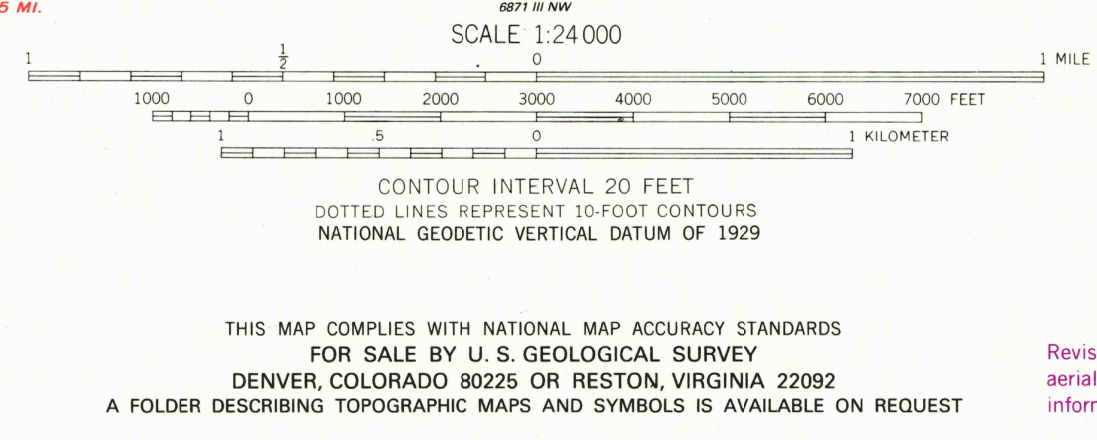 5 MI.
6871 III NW
SCALE 1:24 000
1 1/2 0 1 MILE
1000 0 1000 2000 3000 4000 5000 6000 7000 FEET
1 .5 0 1 KILOMETER
CONTOUR INTERVAL 20 FEET
DOTTED LINES REPRESENT 10-FOOT CONTOURS
NATIONAL GEODETIC VERTICAL DATUM OF 1929
THIS MAP COMPLIES WITH NATIONAL MAP ACCURACY STANDARDS
FOR SALE BY U. S. GEOLOGICAL SURVEY
DENVER, COLORADO 80225 OR RESTON, VIRGINIA 22092
A FOLDER DESCRIBING TOPOGRAPHIC MAPS AND SYMBOLS IS AVAILABLE ON REQUEST
Revis
aerial
inforr